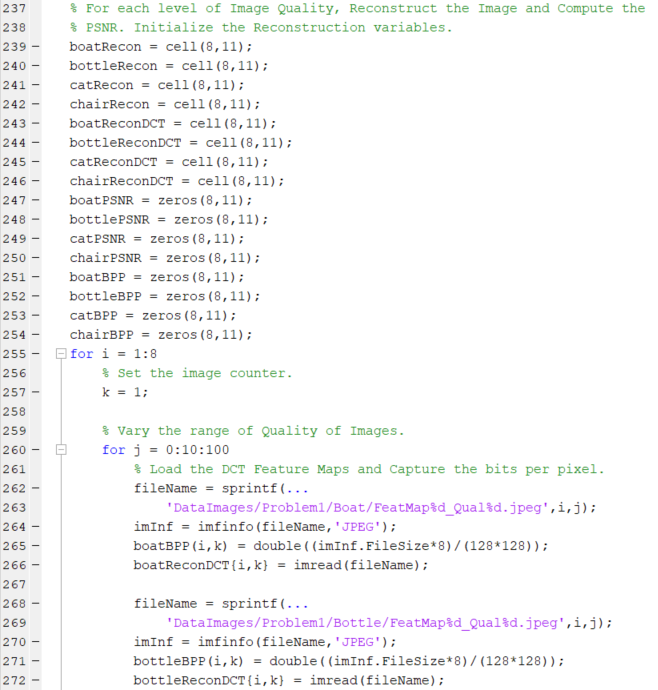 237 % For each level of Image Quality, Reconstruct the Image and Compute the
238 % PSNR. Initialize the Reconstruction variables.
239 – boatRecon = cell(8,11);
240 – bottleRecon = cell(8,11);
241 – catRecon = cell(8,11);
242 – chairRecon = cell(8,11);
243 – boatReconDCT = cell(8,11);
244 – bottleReconDCT = cell(8,11);
245 – catReconDCT = cell(8,11);
246 – chairReconDCT = cell(8,11);
247 – boatPSNR = zeros(8,11);
248 – bottlePSNR = zeros(8,11);
249 – catPSNR = zeros(8,11);
250 – chairPSNR = zeros(8,11);
251 – boatBPP = zeros(8,11);
252 – bottleBPP = zeros(8,11);
253 – catBPP = zeros(8,11);
254 – chairBPP = zeros(8,11);
255 – for i = 1:8
256 % Set the image counter.
257 – k = 1;
258
259 % Vary the range of Quality of Images.
260 – for j = 0:10:100
261 % Load the DCT Feature Maps and Capture the bits per pixel.
262 – fileName = sprintf(...
263 'DataImages/Problem1/Boat/FeatMap%d_Qual%d.jpeg',i,j);
264 – imInf = imfinfo(fileName,'JPEG');
265 – boatBPP(i,k) = double((imInf.FileSize*8)/(128*128));
266 – boatReconDCT{i,k} = imread(fileName);
267
268 – fileName = sprintf(...
269 'DataImages/Problem1/Bottle/FeatMap%d_Qual%d.jpeg',i,j);
270 – imInf = imfinfo(fileName,'JPEG');
271 – bottleBPP(i,k) = double((imInf.FileSize*8)/(128*128));
272 – bottleReconDCT{i,k} = imread(fileName);